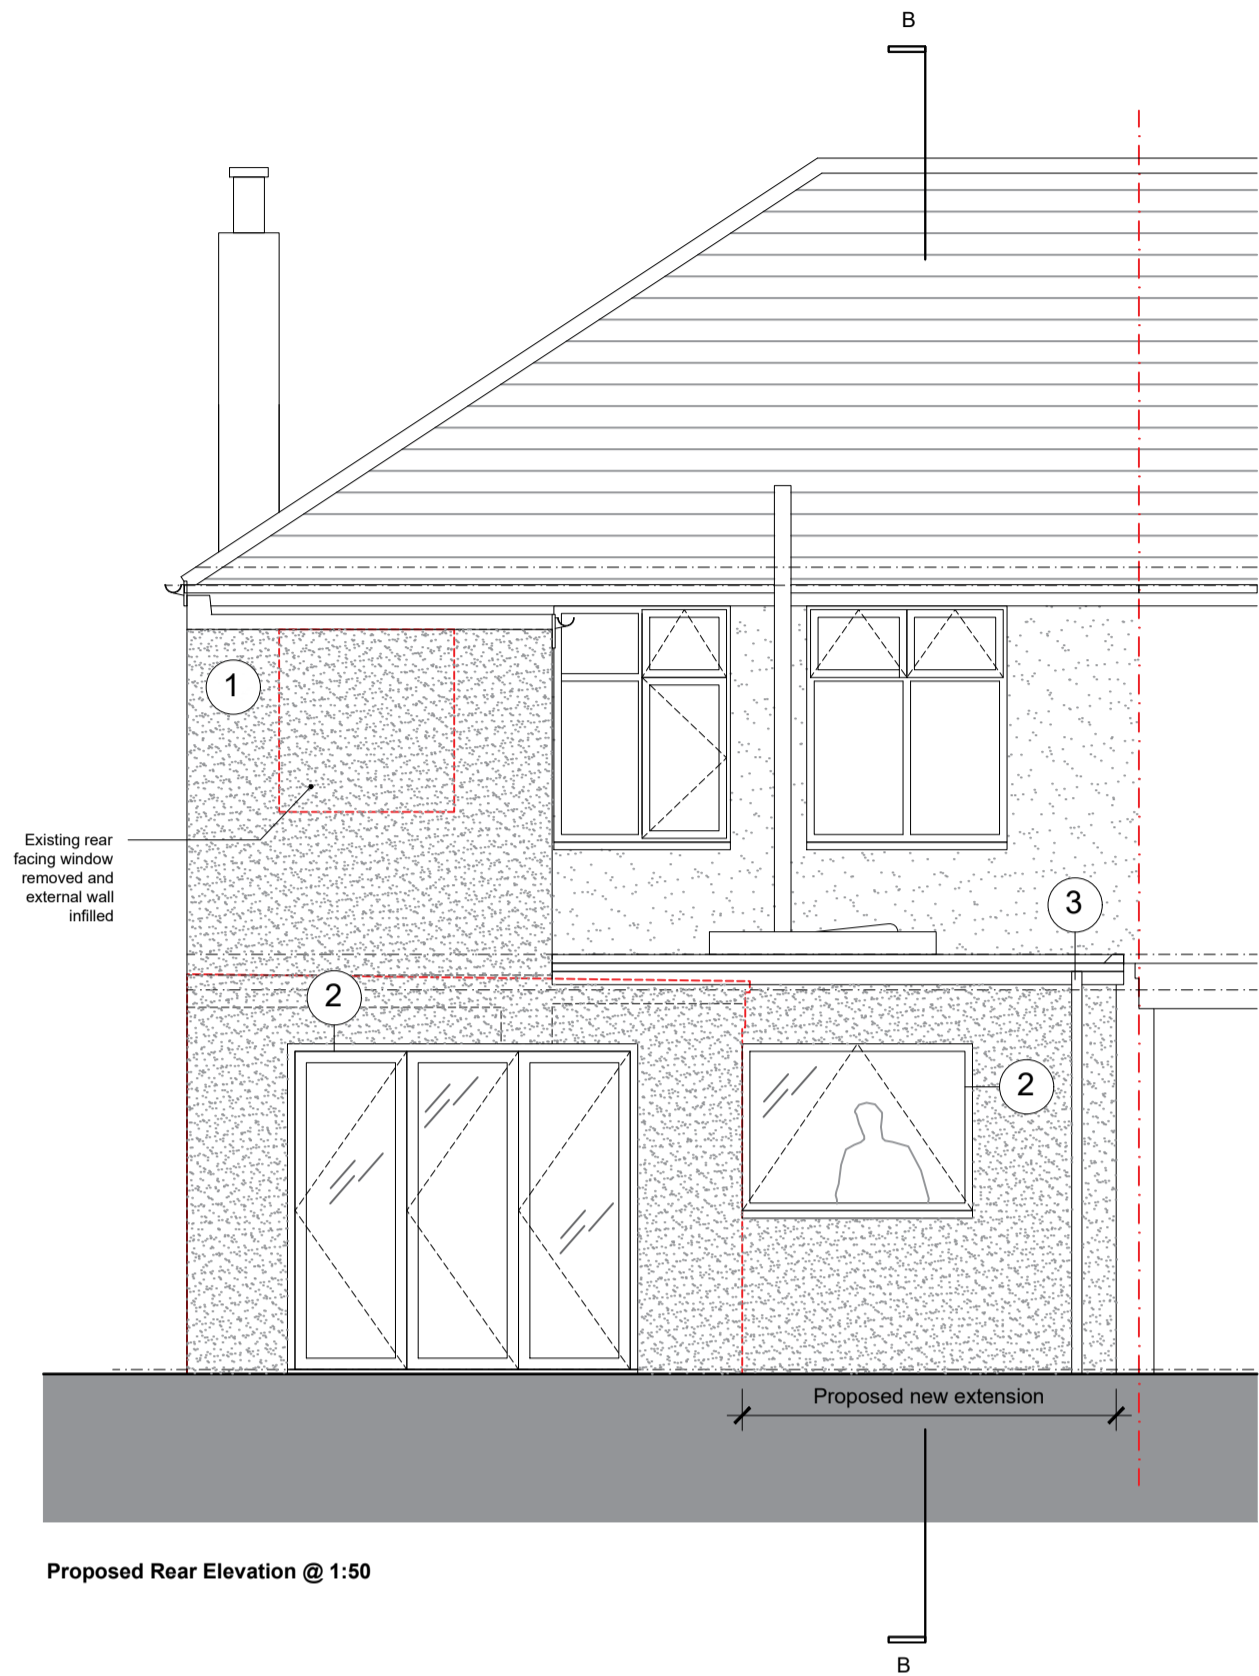 B
1
Existing rear
facing window
removed and
external wall
infilled
3
2
2
Proposed new extension
Proposed Rear Elevation @ 1:50
B